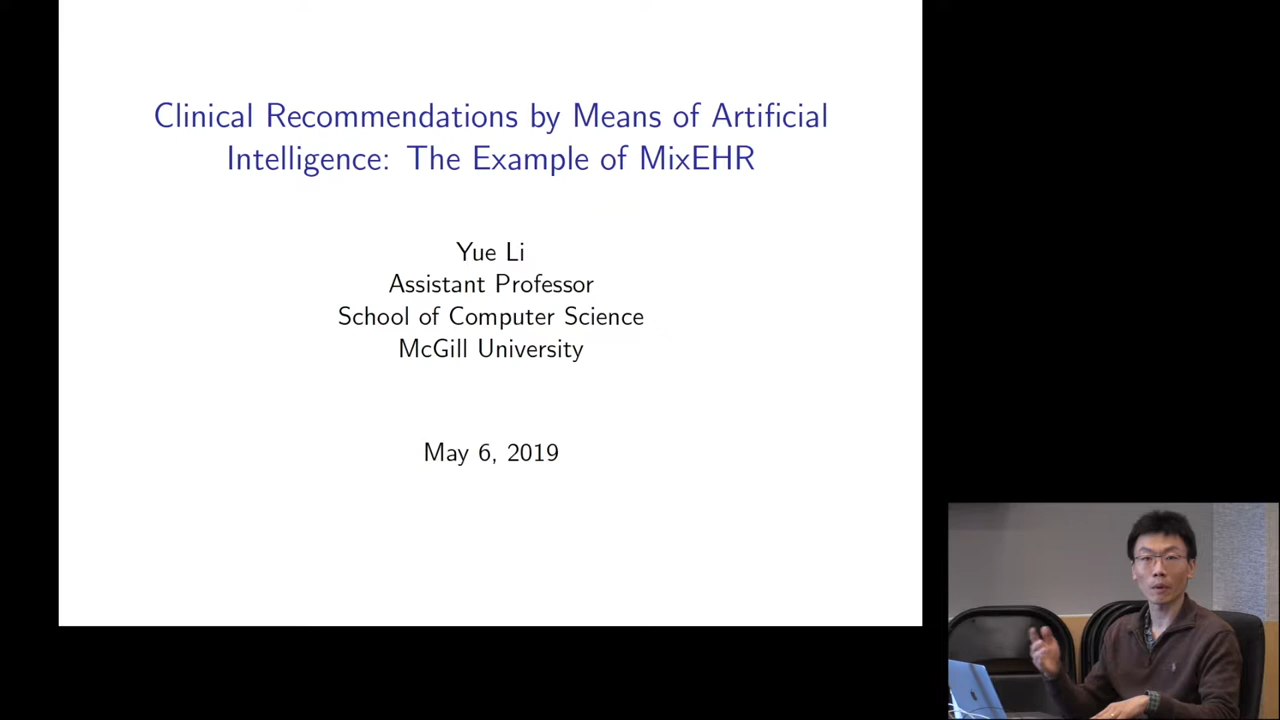 Clinical Recommendations by Means of Artificial
Intelligence: The Example of MixEHR
Yue Li
Assistant Professor
School of Computer Science
McGill University
May 6, 2019